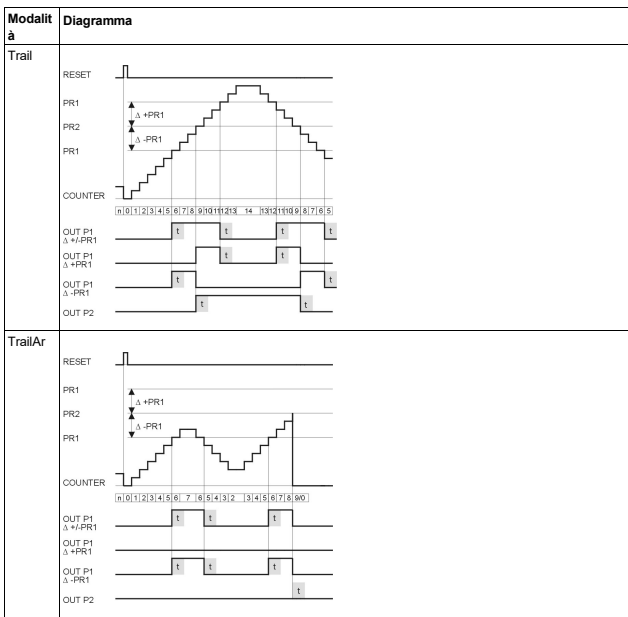 Modalit
à
Diagramma
Trail
RESET
PR1
Δ +PR1
PR2
Δ -PR1
PR1
COUNTER
n 0 1 2 3 4 5 6 7 8 9 10 11 12 13 14 13 12 11 10 9 8 7 6 5
OUT P1
Δ +/-PR1
t t t t
OUT P1
Δ +PR1
t t
OUT P1
Δ -PR1
t t
OUT P2
t t
TrailAr
RESET
PR1
Δ +PR1
PR2
Δ -PR1
PR1
COUNTER
n 0 1 2 3 4 5 6 7 6 5 4 3 2 3 4 5 6 7 8 9/0
OUT P1
Δ +/-PR1
t t t
OUT P1
Δ +PR1
OUT P1
Δ -PR1
t t t
OUT P2
t